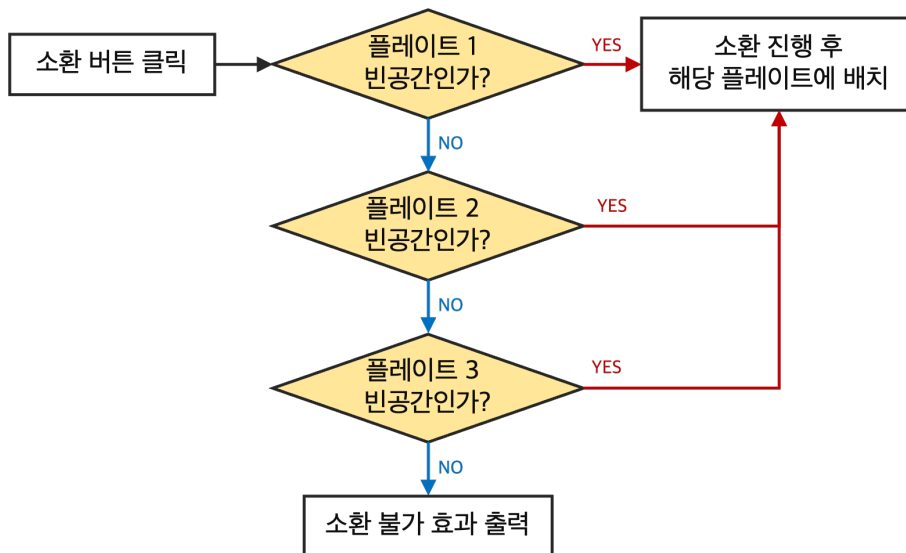 소환 버튼 클릭
플레이트 1
빈공간인가?
YES
소환 진행 후
해당 플레이트에 배치
NO
플레이트 2
빈공간인가?
YES
NO
플레이트 3
빈공간인가?
YES
NO
소환 불가 효과 출력